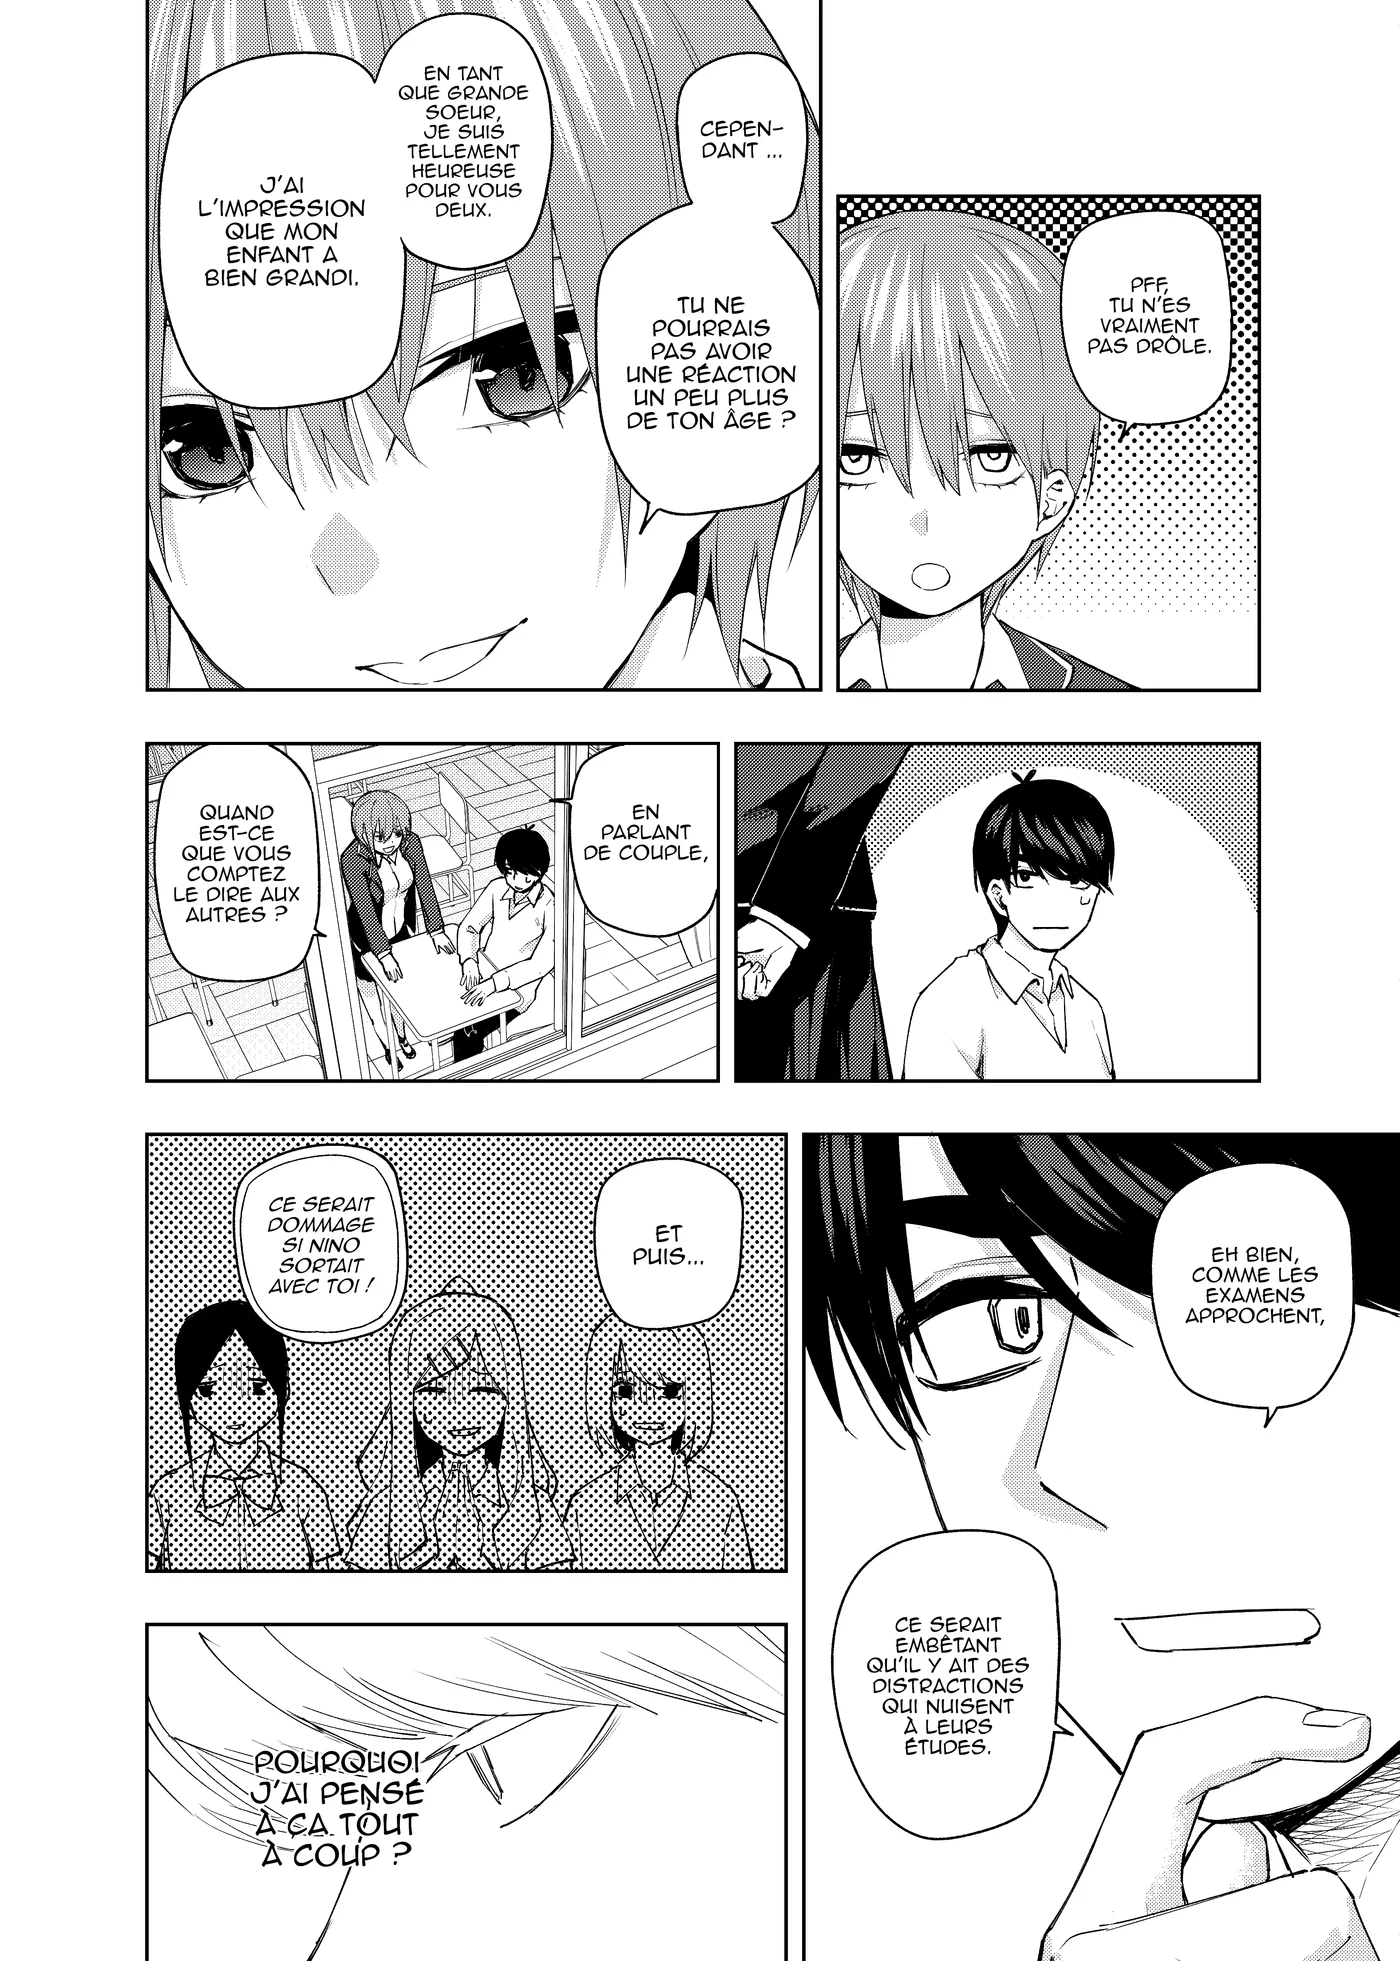 PFF,
TU N'ES
VRAIMENT
PAS DRÔLE.
CEPEN-
DANT ...
TU NE
POURRAIS
PAS AVOIR
UNE RÉACTION
UN PEU PLUS
DE TON ÂGE ?
EN TANT
QUE GRANDE
SOEUR,
JE SUIS
TELLEMENT
HEUREUSE
POUR VOUS
DEUX.
J'AI
L'IMPRESSION
QUE MON
ENFANT A
BIEN GRANDI.
EN
PARLANT
DE COUPLE,
QUAND
EST-CE
QUE VOUS
COMPTEZ
LE DIRE AUX
AUTRES ?
EH BIEN,
COMME LES
EXAMENS
APPROCHENT,
CE SERAIT
EMBÊTANT
QU'IL Y AIT DES
DISTRACTIONS
QUI NUISENT
À LEURS
ÉTUDES.
ET
PUIS...
CE SERAIT
DOMMAGE
SI NINO
SORTAIT
AVEC TOI !
POURQUOI
J'AI PENSÉ
À ÇA TOUT
À COUP ?